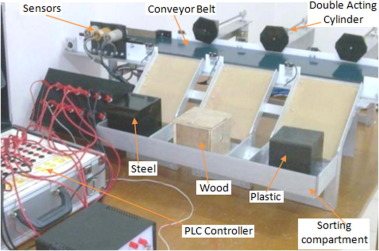 Sensors
Conveyor Belt
Double Acting
Cylinder
Steel
Wood
Plastic
PLC Controller
Sorting
compartment